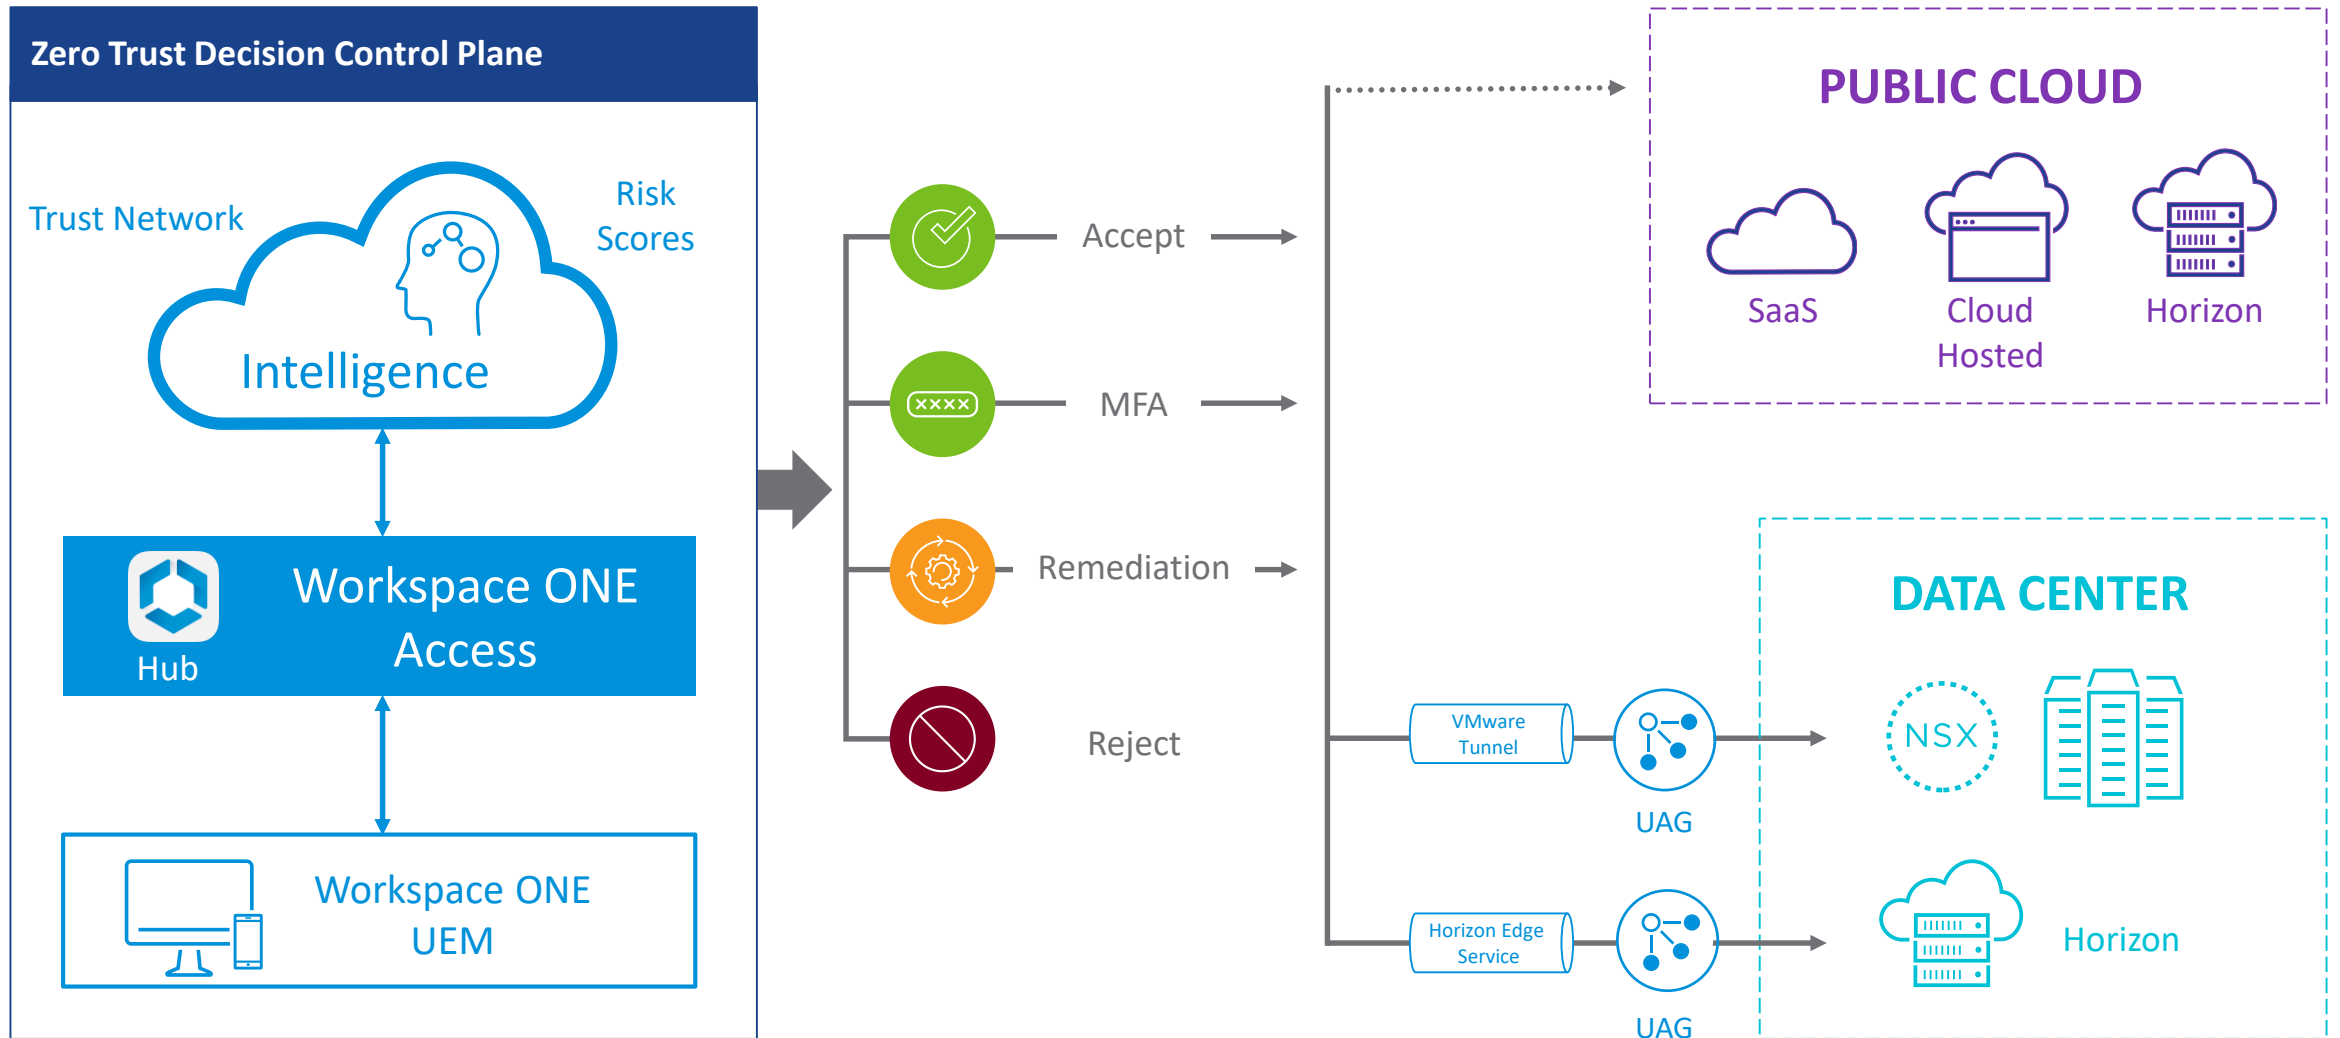 Zero Trust Decision Control Plane
Trust Network
Risk
Scores
Intelligence
Workspace ONE
Access
Hub
Workspace ONE
UEM
Accept
××××
MFA
Remediation
Reject
PUBLIC CLOUD
SaaS
Cloud
Hosted
Horizon
DATA CENTER
VMware
Tunnel
UAG
NSX
Horizon Edge
Service
UAG
Horizon